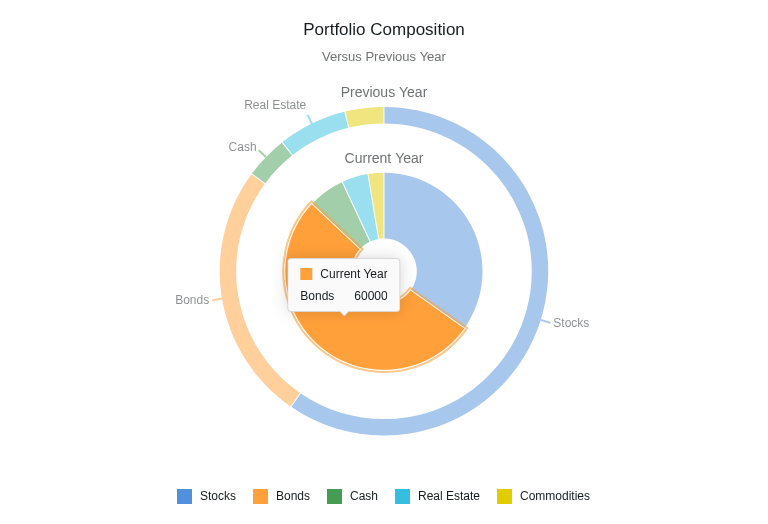 Portfolio Composition
Versus Previous Year
Previous Year
Real Estate
Cash
Current Year
Current Year
Bonds 60000
Bonds
Stocks
Stocks Bonds Cash Real Estate Commodities